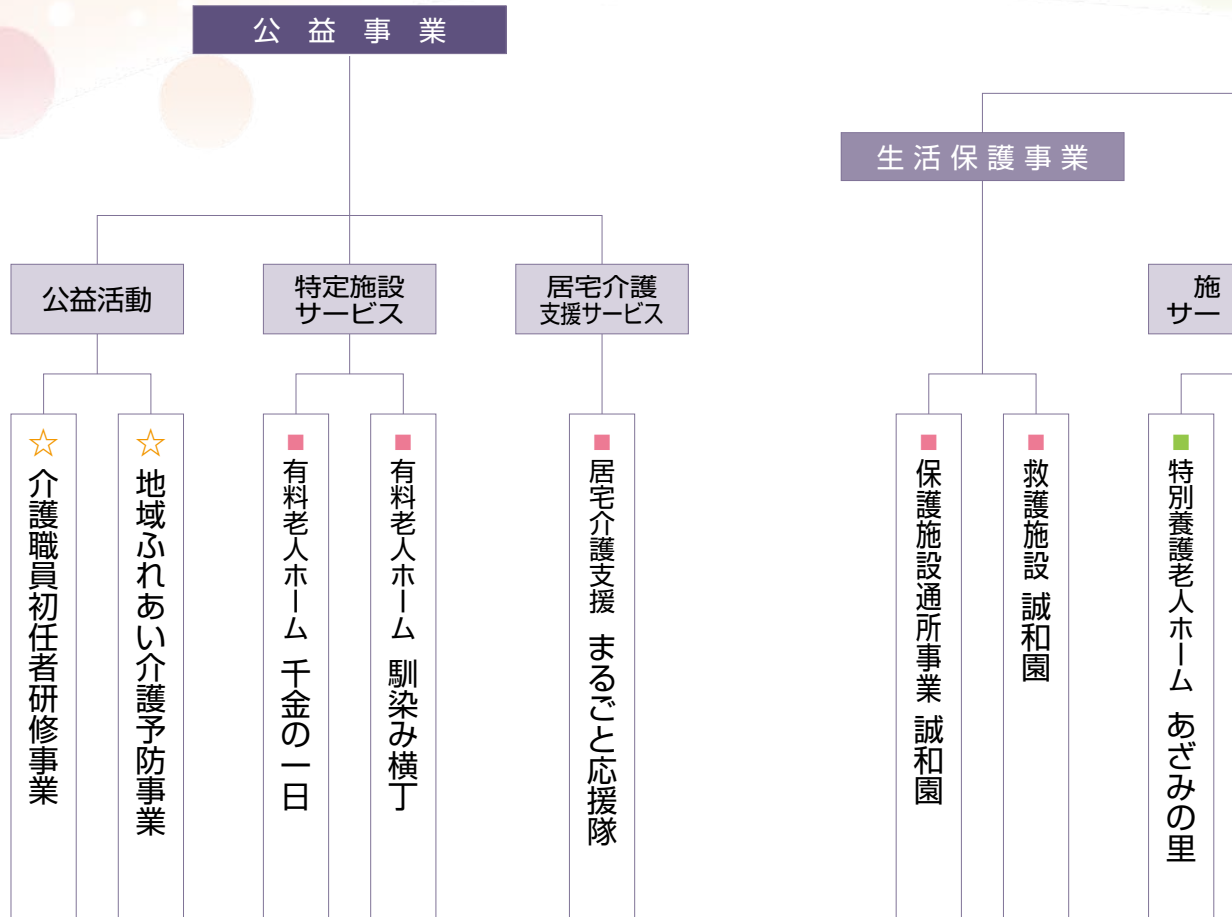 公益事業
生活保護事業
公益活動
特定施設
サービス
居宅介護
支援サービス
施
サー
☆ 介護職員初任者研修事業
☆ 地域ふれあい介護予防事業
■ 有料老人ホーム 千金の一日
■ 有料老人ホーム 馴染み横丁
■ 居宅介護支援 まるごと応援隊
■ 保護施設通所事業 誠和園
■ 救護施設 誠和園
■ 特別養護老人ホーム あざみの里